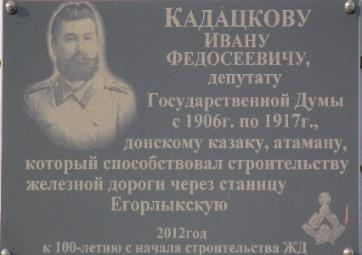 КАДАЦКОВУ
ИВАНУ
ФЕДОСЕЕВИЧУ,
депутату
Государственной Думы
с 1906г. по 1917г.,
донскому казаку, атаману,
который способствовал строительству
железной дороги через станицу
Егорлыкскую
2012год
к 100-летию с начала строительства ЖД